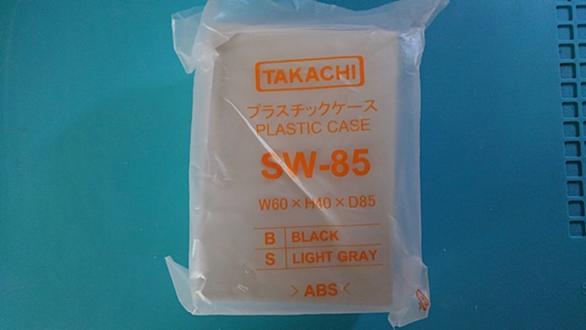 TAKACHI
プラスチックケース
PLASTIC CASE
SW-85
W60×H40×D85
B BLACK
S LIGHT GRAY
>ABS<